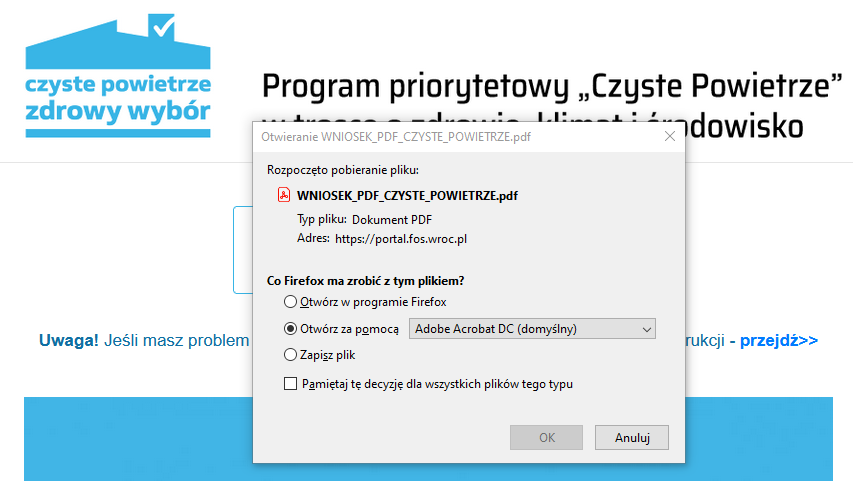 czyste powietrze
zdrowy wybór
Program priorytetowy „Czyste Powietrze”
w trosce o zdrowie, klimat i środowisko
Otwieranie WNIOSEK_PDF_CZYSTE_POWIETRZE.pdf
Rozpoczęto pobieranie pliku:
WNIOSEK_PDF_CZYSTE_POWIETRZE.pdf
Typ pliku: Dokument PDF
Adres: https://portal.fos.wroc.pl
Co Firefox ma zrobić z tym plikiem?
Otwórz w programie Firefox
Otwórz za pomocą Adobe Acrobat DC (domyślny)
Zapisz plik
Pamiętaj tę decyzję dla wszystkich plików tego typu
OK Anuluj
Uwaga! Jeśli masz problem rukcji - przejdź>>